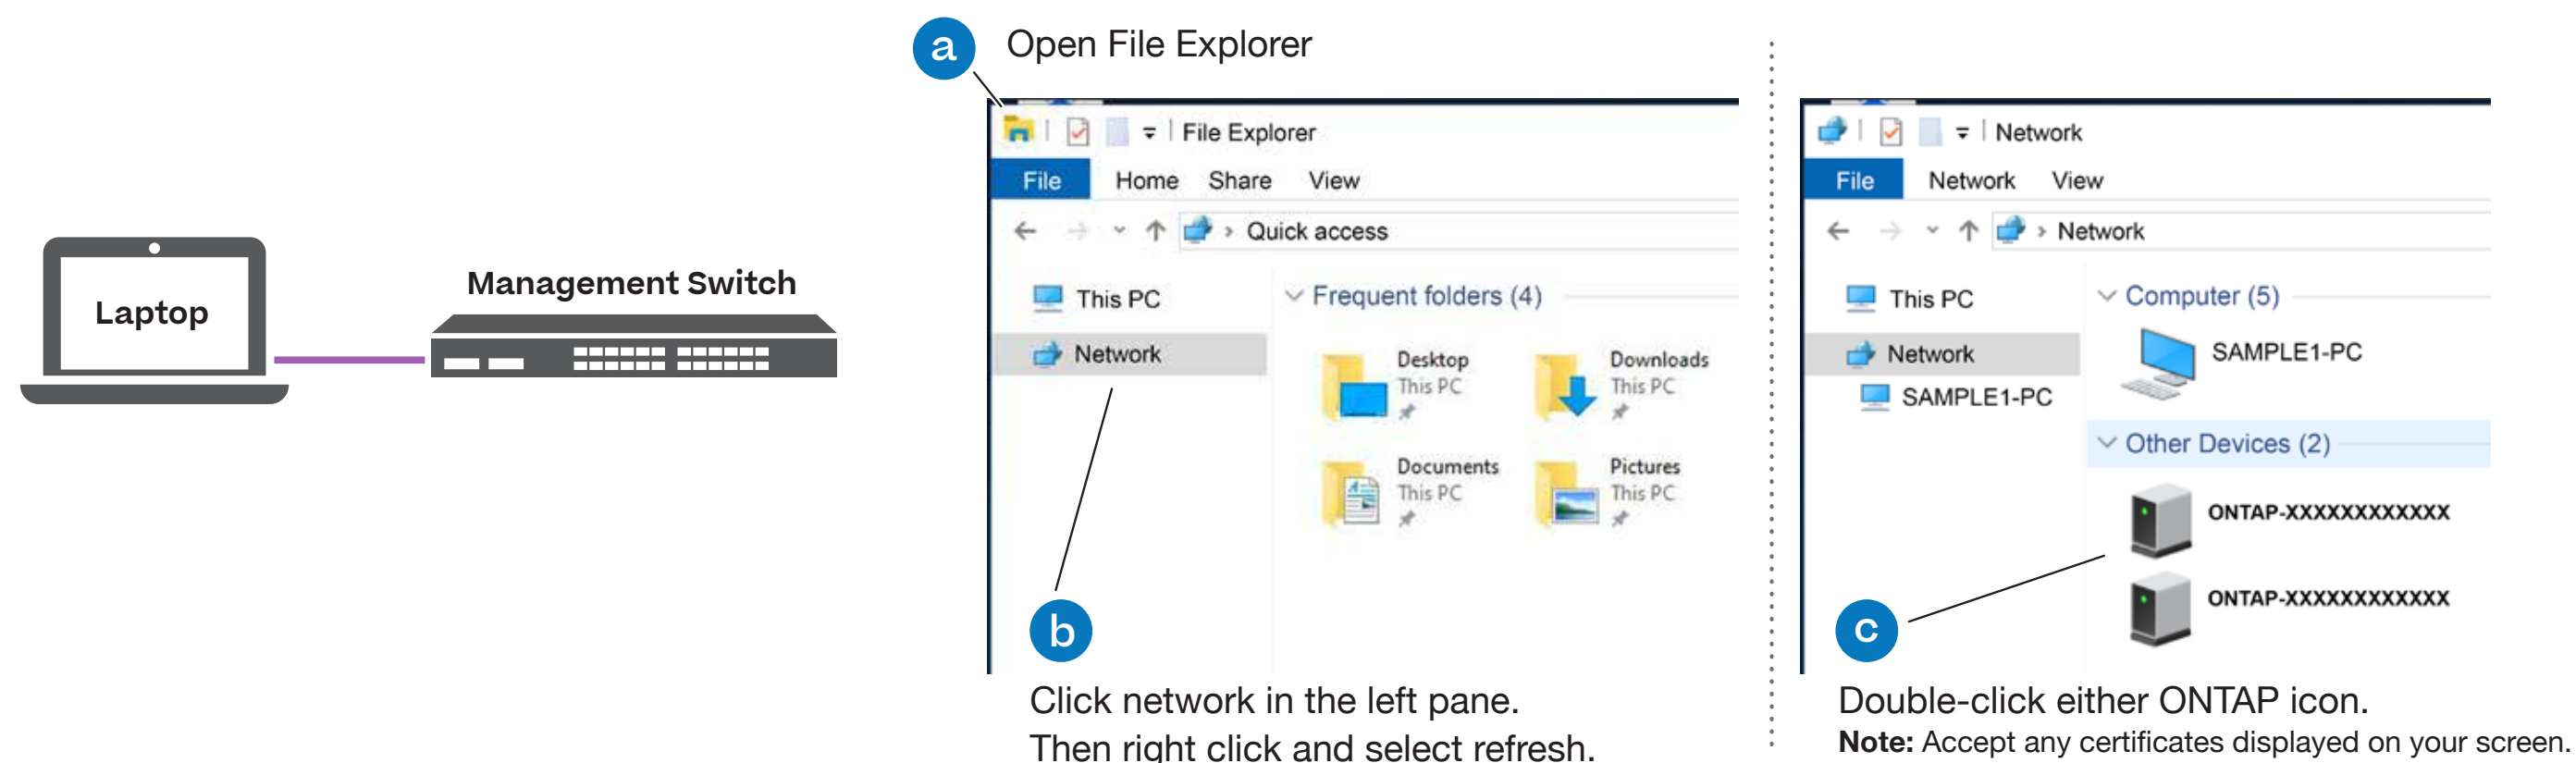 Laptop
Management Switch
a Open File Explorer
File Explorer
File Home Share View
Quick access
This PC
Network
Frequent folders (4)
Desktop
This PC
Downloads
This PC
Documents
This PC
Pictures
This PC
b
Click network in the left pane.
Then right click and select refresh.
Network
File Network View
Network
This PC
Network
SAMPLE1-PC
Computer (5)
SAMPLE1-PC
Other Devices (2)
ONTAP-XXXXXXXXXXXX
ONTAP-XXXXXXXXXXXX
c
Double-click either ONTAP icon.
Note: Accept any certificates displayed on your screen.